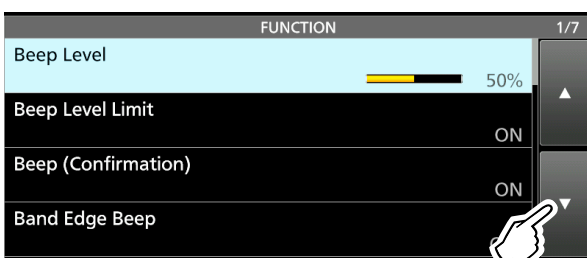 FUNCTION 1/7
Beep Level
50%
Beep Level Limit
ON
Beep (Confirmation)
ON
Band Edge Beep